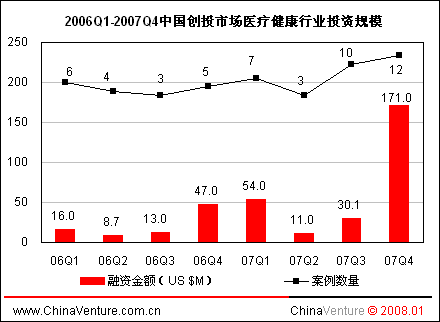 2006Q1-2007Q4中国创投市场医疗健康行业投资规模
250
200
150
100
50
0
6 4 3 5 7 3 10 12
16.0 8.7 13.0 47.0 54.0 11.0 30.1 171.0
06Q1 06Q2 06Q3 06Q4 07Q1 07Q2 07Q3 07Q4
融资金额（US $M） 案例数量
www.ChinaVenture.com.cn ChinaVenture © 2008.01